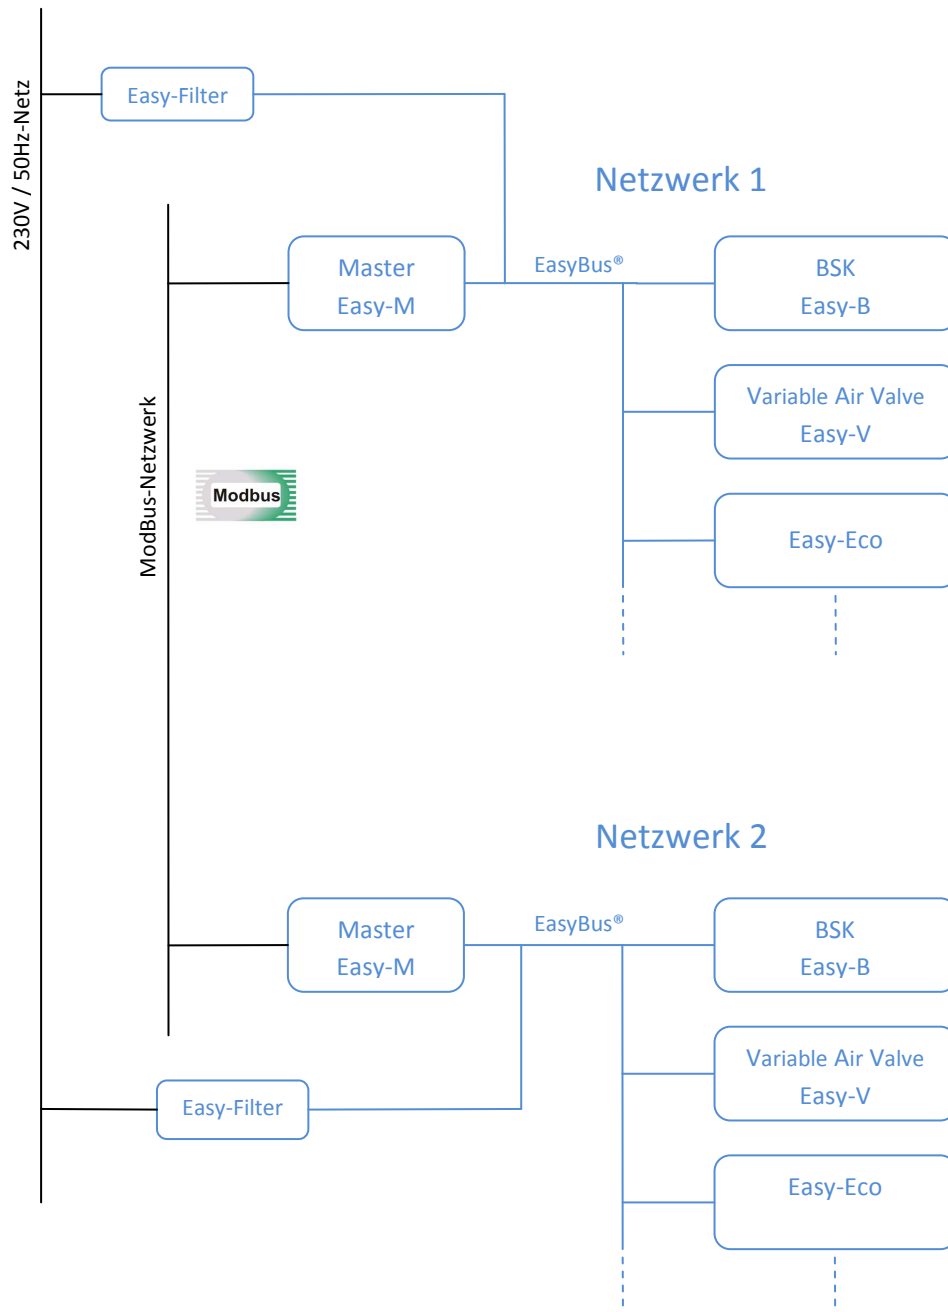 230V / 50Hz-Netz
Easy-Filter
Netzwerk 1
Master
Easy-M
EasyBus®
BSK
Easy-B
Variable Air Valve
Easy-V
ModBus-Netzwerk
Modbus
Easy-Eco
Netzwerk 2
Master
Easy-M
EasyBus®
BSK
Easy-B
Variable Air Valve
Easy-V
Easy-Filter
Easy-Eco